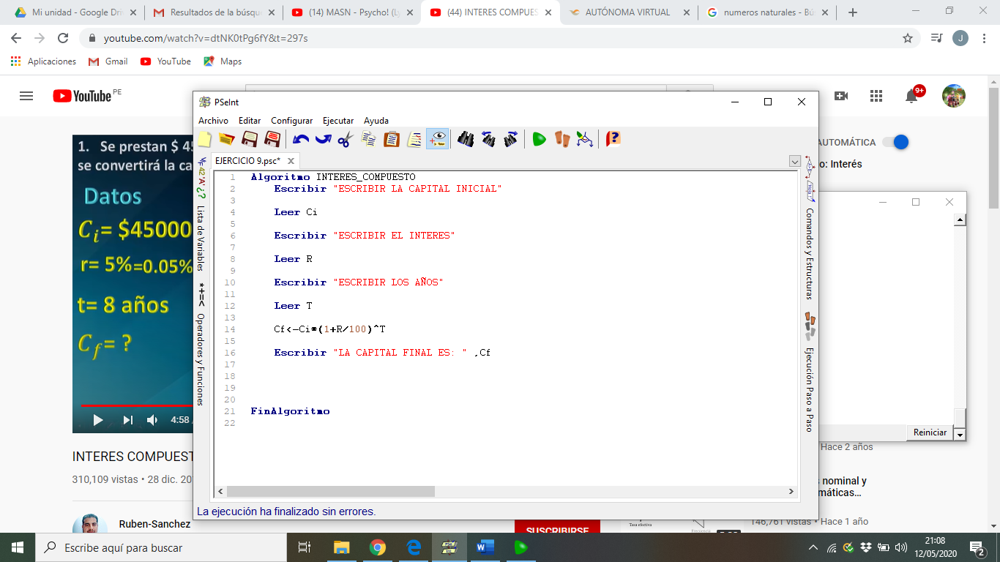 Mi unidad - Google Dri
Resultados de la búsque
(14) MASN - Psycho! (Ly
(44) INTERES COMPUES
AUTÓNOMA VIRTUAL
numeros naturales - Bú
youtube.com/watch?v=dtNK0tPg6fY&t=297s
J
Aplicaciones
Gmail
YouTube
Maps
YouTube PE
9+
PSeInt
Archivo Editar Configurar Ejecutar Ayuda
EJERCICIO 9.psc*
1. Se prestan $ 45
se convertirá la ca
Datos
Ci= $45000
r= 5%=0.05%
t= 8 años
Cf= ?
4:58 /
Lista de Variables
Operadores y Funciones
1 Algoritmo INTERES_COMPUESTO
2 Escribir "ESCRIBIR LA CAPITAL INICIAL"
3
4 Leer Ci
5
6 Escribir "ESCRIBIR EL INTERES"
7
8 Leer R
9
10 Escribir "ESCRIBIR LOS AÑOS"
11
12 Leer T
13
14 Cf<-Ci*(1+R/100)^T
15
16 Escribir "LA CAPITAL FINAL ES: " ,Cf
17
18
19
20
21 FinAlgoritmo
22
Comandos y Estructuras
Ejecución Paso a Paso
La ejecución ha finalizado sin errores.
AUTOMÁTICA
o: Interés
Reiniciar
Hace 2 años
nominal y
máticas...
146,761 vistas • Hace 1 año
Tasa efectiva
INTERES COMPUEST
310,109 vistas • 28 dic. 20
Ruben-Sanchez
SUSCRIBIRSE
Escribe aquí para buscar
21:08
12/05/2020
2